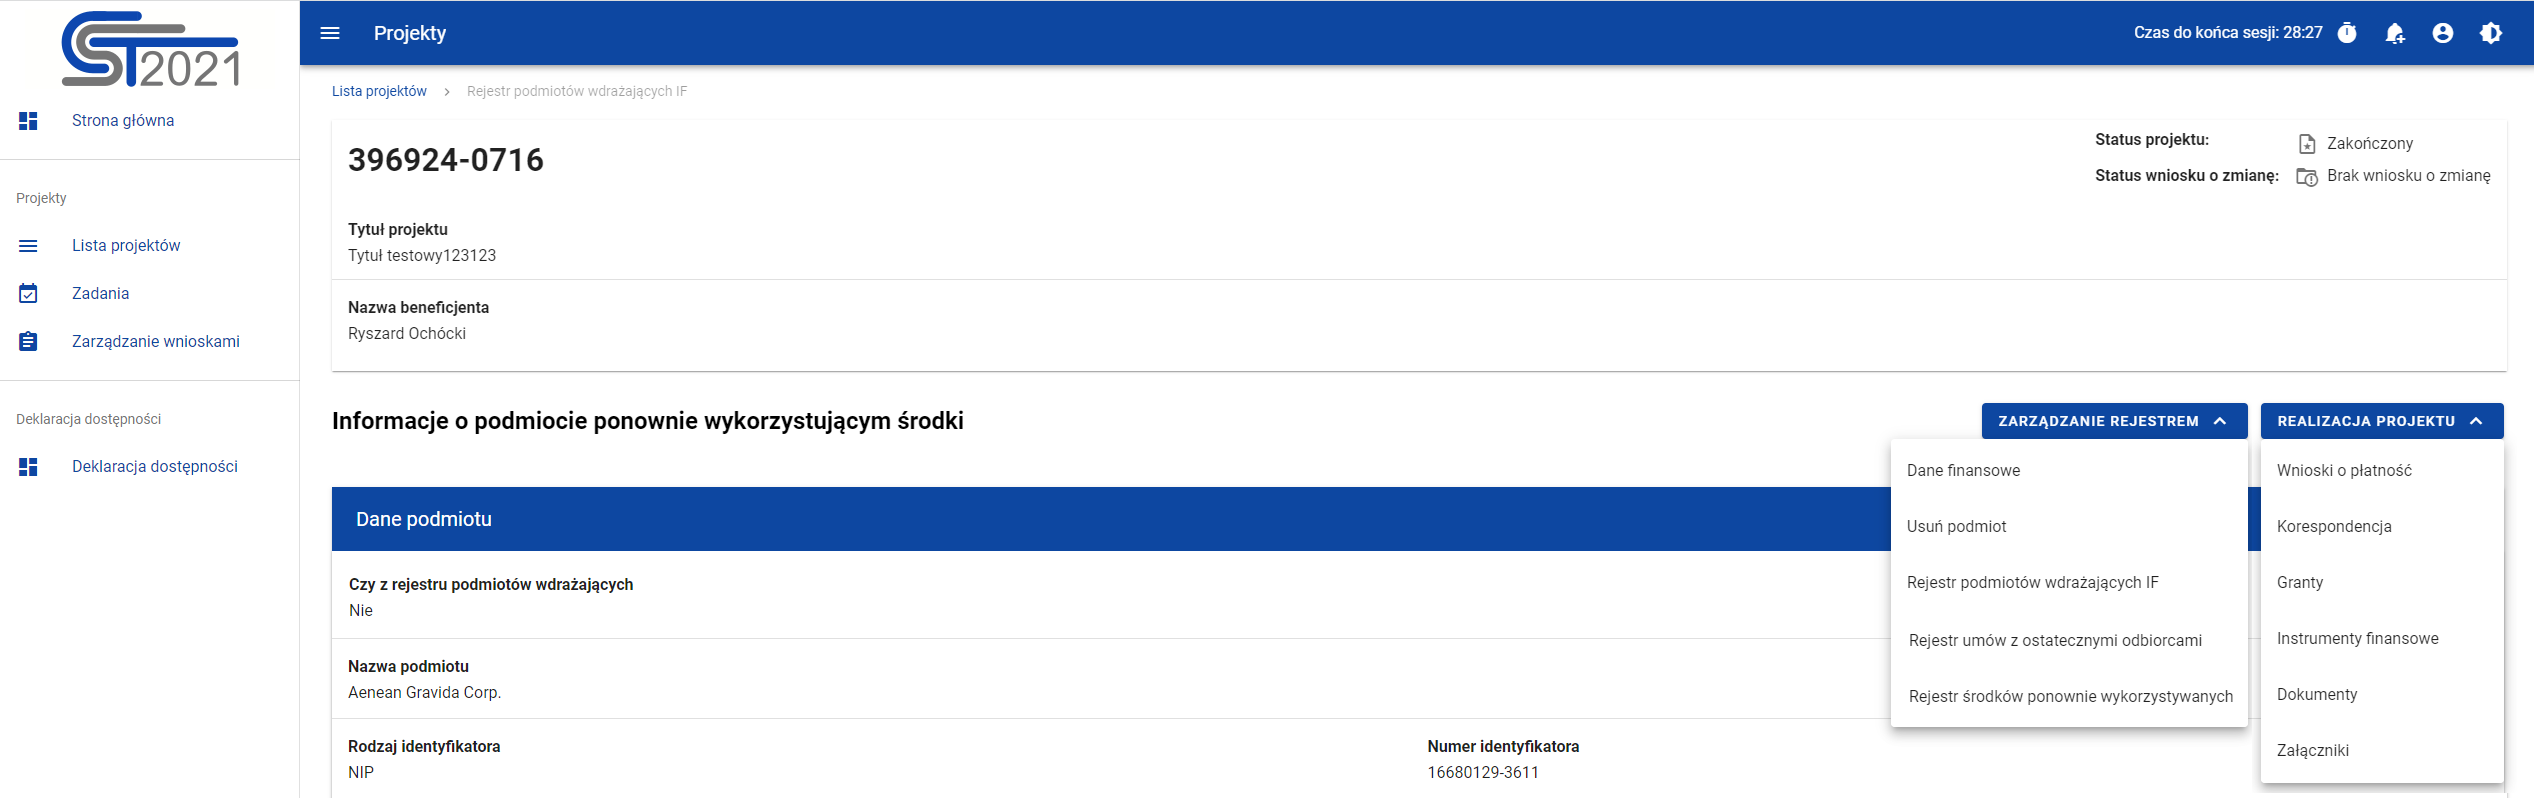 CST2021
Projekty
Czas do końca sesji: 28:27
Strona główna
Projekty
Lista projektów
Zadania
Zarządzanie wnioskami
Deklaracja dostępności
Deklaracja dostępności
Lista projektów > Rejestr podmiotów wdrażających IF
396924-0716
Status projektu: Zakończony
Status wniosku o zmianę: Brak wniosku o zmianę
Tytuł projektu
Tytuł testowy123123
Nazwa beneficjenta
Ryszard Ochócki
Informacje o podmiocie ponownie wykorzystującym środki
ZARZĄDZANIE REJESTREM
Dane finansowe
Usuń podmiot
Rejestr podmiotów wdrażających IF
Rejestr umów z ostatecznymi odbiorcami
Rejestr środków ponownie wykorzystywanych
REALIZACJA PROJEKTU
Wnioski o płatność
Korespondencja
Granty
Instrumenty finansowe
Dokumenty
Załączniki
Dane podmiotu
Czy z rejestru podmiotów wdrażających
Nie
Nazwa podmiotu
Aenean Gravida Corp.
Rodzaj identyfikatora
NIP
Numer identyfikatora
16680129-3611